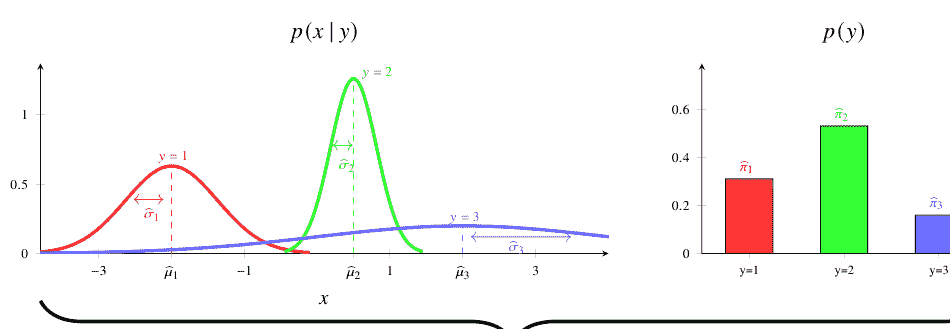 p(x | y)
p(y)
y = 2
y = 1
y = 3
σ̂₁
σ̂₂
σ̂₃
1
0.5
0
−3
μ̂₁
−1
μ̂₂
1
μ̂₃
3
x
0.6
0.4
0.2
0
π̂₁
π̂₂
π̂₃
y=1
y=2
y=3